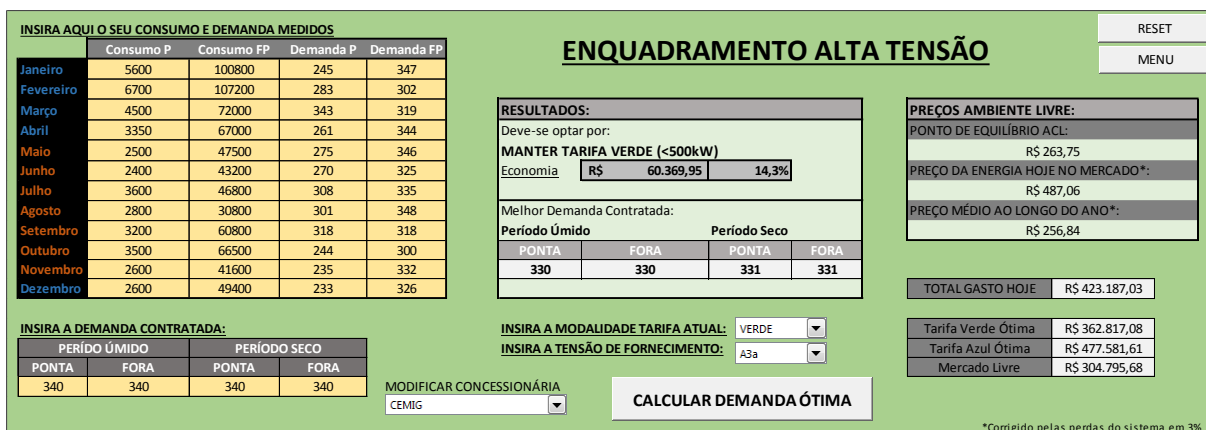 INSIRA AQUI O SEU CONSUMO E DEMANDA MEDIDOS
Consumo P Consumo FP Demanda P Demanda FP
Janeiro 5600 100800 245 347
Fevereiro 6700 107200 283 302
Março 4500 72000 343 319
Abril 3350 67000 261 344
Maio 2500 47500 275 346
Junho 2400 43200 270 325
Julho 3600 46800 308 335
Agosto 2800 30800 301 348
Setembro 3200 60800 318 318
Outubro 3500 66500 244 300
Novembro 2600 41600 235 332
Dezembro 2600 49400 233 326
INSIRA A DEMANDA CONTRATADA:
PERÍDO ÚMIDO PERÍODO SECO
PONTA FORA PONTA FORA
340 340 340 340
ENQUADRAMENTO ALTA TENSÃO
RESET
MENU
RESULTADOS:
Deve-se optar por:
MANTER TARIFA VERDE (<500kW)
Economia R$ 60.369,95 14,3%
Melhor Demanda Contratada:
Período Úmido Período Seco
PONTA FORA PONTA FORA
330 330 331 331
INSIRA A MODALIDADE TARIFA ATUAL: VERDE
INSIRA A TENSÃO DE FORNECIMENTO: A3a
MODIFICAR CONCESSIONÁRIA
CEMIG
CALCULAR DEMANDA ÓTIMA
PREÇOS AMBIENTE LIVRE:
PONTO DE EQUILÍBRIO ACL:
R$ 263,75
PREÇO DA ENERGIA HOJE NO MERCADO*:
R$ 487,06
PREÇO MÉDIO AO LONGO DO ANO*:
R$ 256,84
TOTAL GASTO HOJE R$ 423.187,03
Tarifa Verde Ótima R$ 362.817,08
Tarifa Azul Ótima R$ 477.581,61
Mercado Livre R$ 304.795,68
*Corrigido pelas perdas do sistema em 3%